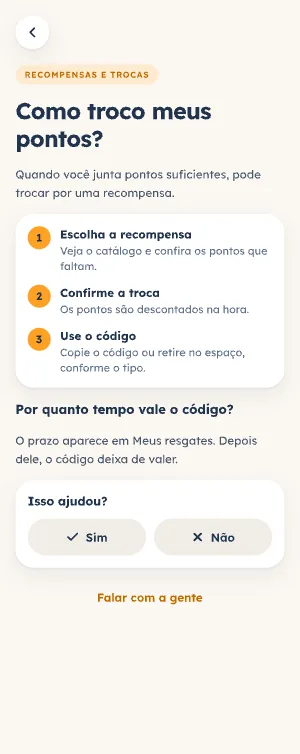 RECOMPENSAS E TROCAS
Como troco meus
pontos?
Quando você junta pontos suficientes, pode
trocar por uma recompensa.
1 Escolha a recompensa
Veja o catálogo e confira os pontos que
faltam.
2 Confirme a troca
Os pontos são descontados na hora.
3 Use o código
Copie o código ou retire no espaço,
conforme o tipo.
Por quanto tempo vale o código?
O prazo aparece em Meus resgates. Depois
dele, o código deixa de valer.
Isso ajudou?
Sim
Não
Falar com a gente